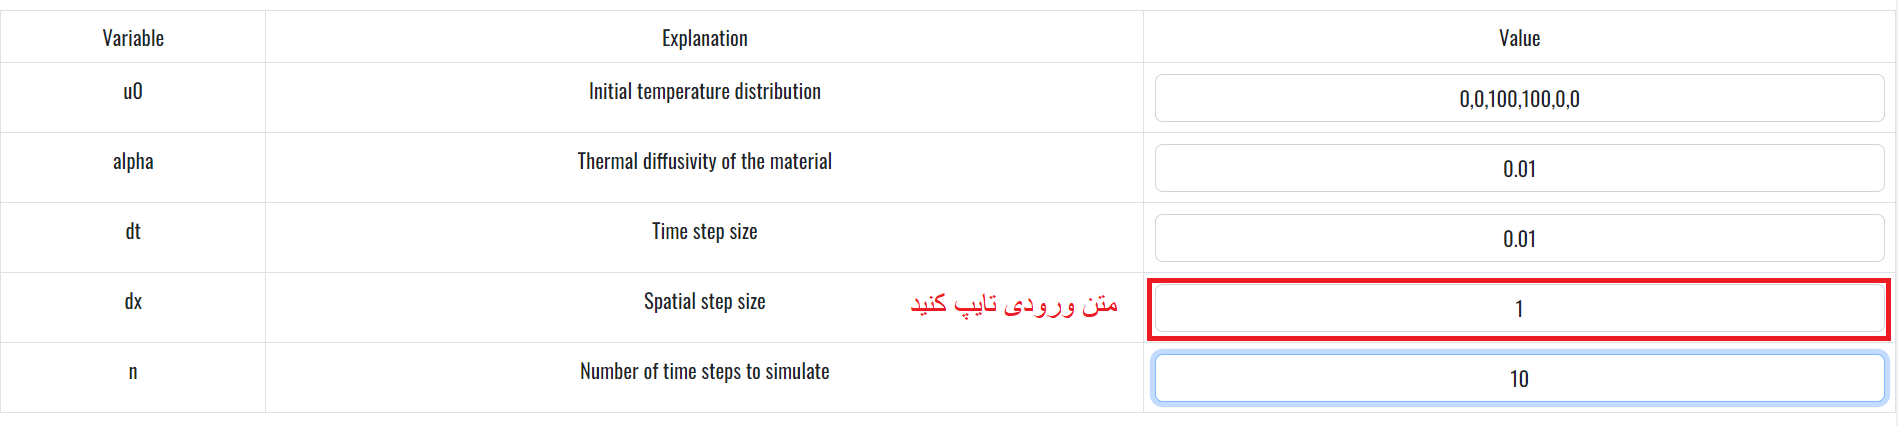 Variable Explanation Value
u0 Initial temperature distribution 0,0,100,100,0,0
alpha Thermal diffusivity of the material 0.01
dt Time step size 0.01
dx Spatial step size متن ورودی تایپ کنید 1
n Number of time steps to simulate 10